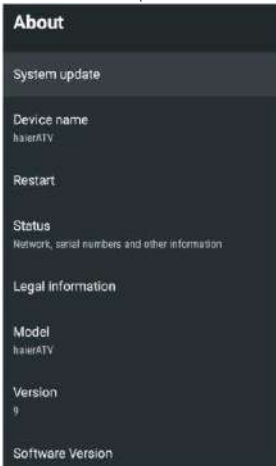 About
System update
Device name
haierATV
Restart
Status
Network, serial numbers and other information
Legal information
Model
haierATV
Version
9
Software Version